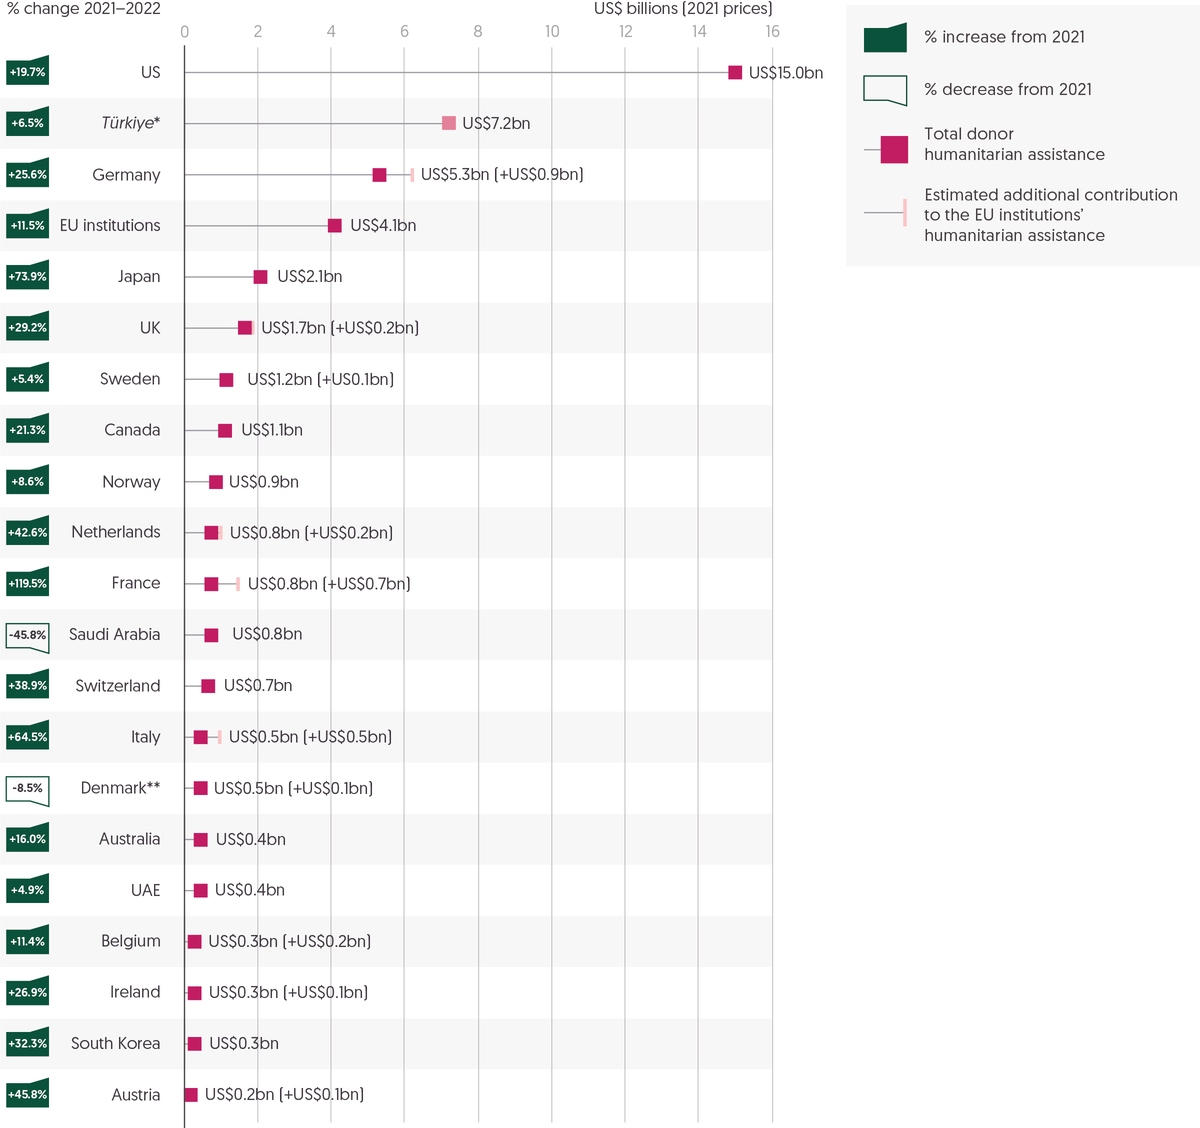 % change 2021–2022
US$ billions (2021 prices)
0 2 4 6 8 10 12 14 16
+19.7% US US$15.0bn
+6.5% Türkiye* US$7.2bn
+25.6% Germany US$5.3bn (+US$0.9bn)
+11.5% EU institutions US$4.1bn
+73.9% Japan US$2.1bn
+29.2% UK US$1.7bn (+US$0.2bn)
+5.4% Sweden US$1.2bn (+US0.1bn)
+21.3% Canada US$1.1bn
+8.6% Norway US$0.9bn
+42.6% Netherlands US$0.8bn (+US$0.2bn)
+119.5% France US$0.8bn (+US$0.7bn)
-45.8% Saudi Arabia US$0.8bn
+38.9% Switzerland US$0.7bn
+64.5% Italy US$0.5bn (+US$0.5bn)
-8.5% Denmark** US$0.5bn (+US$0.1bn)
+16.0% Australia US$0.4bn
+4.9% UAE US$0.4bn
+11.4% Belgium US$0.3bn (+US$0.2bn)
+26.9% Ireland US$0.3bn (+US$0.1bn)
+32.3% South Korea US$0.3bn
+45.8% Austria US$0.2bn (+US$0.1bn)
% increase from 2021
% decrease from 2021
Total donor
humanitarian assistance
Estimated additional contribution
to the EU institutions’
humanitarian assistance